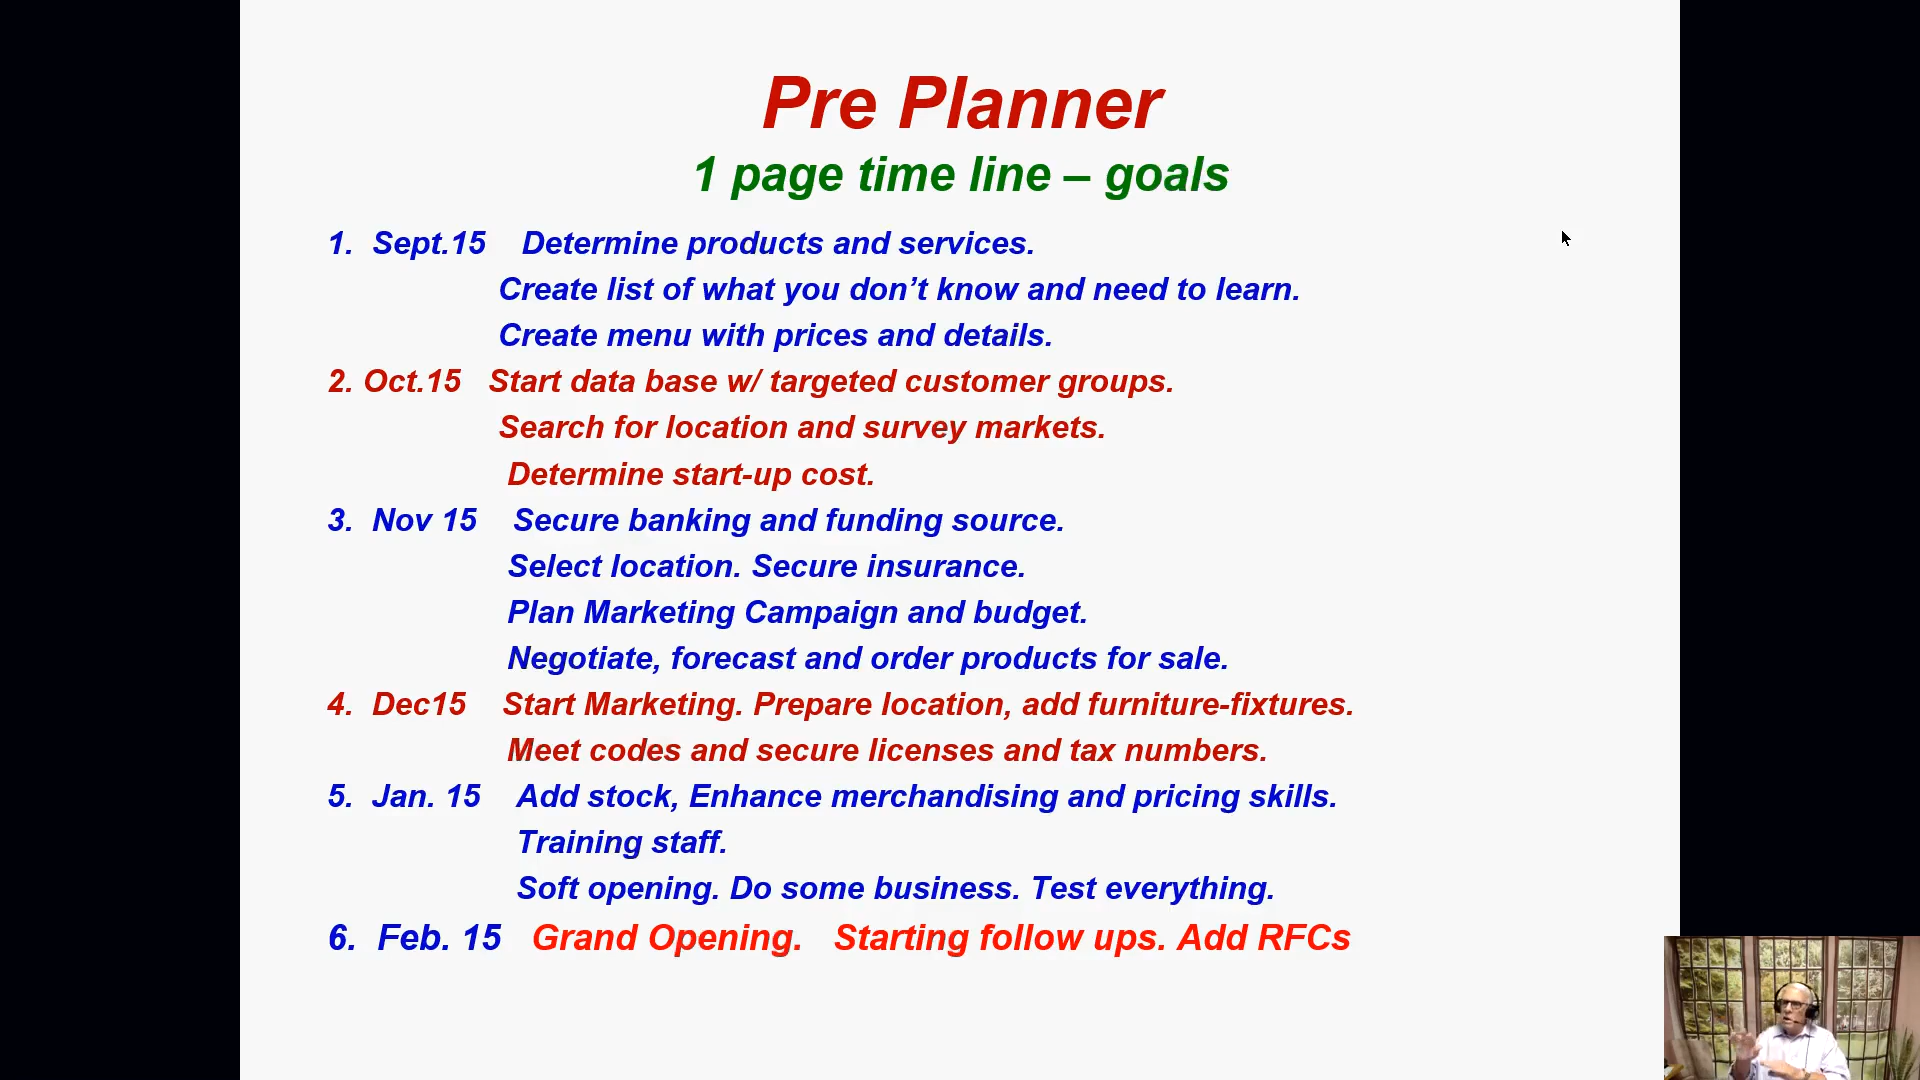 Pre Planner
1 page time line – goals
1. Sept.15 Determine products and services.
Create list of what you don’t know and need to learn.
Create menu with prices and details.
2. Oct.15 Start data base w/ targeted customer groups.
Search for location and survey markets.
Determine start-up cost.
3. Nov 15 Secure banking and funding source.
Select location. Secure insurance.
Plan Marketing Campaign and budget.
Negotiate, forecast and order products for sale.
4. Dec15 Start Marketing. Prepare location, add furniture-fixtures.
Meet codes and secure licenses and tax numbers.
5. Jan. 15 Add stock, Enhance merchandising and pricing skills.
Training staff.
Soft opening. Do some business. Test everything.
6. Feb. 15 Grand Opening. Starting follow ups. Add RFCs